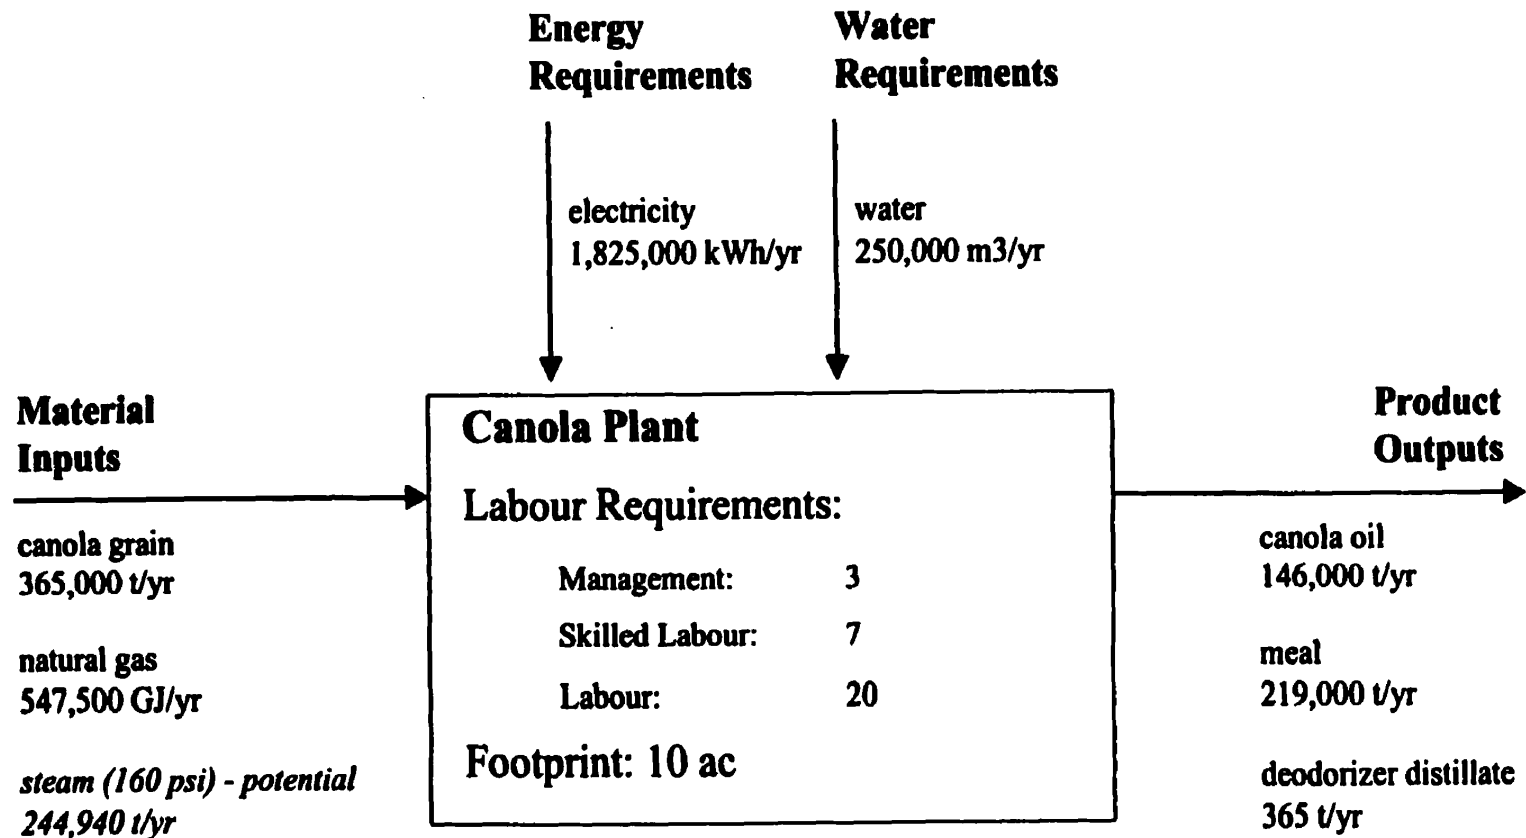 Energy
Requirements
Water
Requirements
electricity
1,825,000 kWh/yr
water
250,000 m3/yr
Material
Inputs
canola grain
365,000 t/yr
natural gas
547,500 GJ/yr
steam (160 psi) - potential
244,940 t/yr
Canola Plant
Labour Requirements:
Management: 3
Skilled Labour: 7
Labour: 20
Footprint: 10 ac
Product
Outputs
canola oil
146,000 t/yr
meal
219,000 t/yr
deodorizer distillate
365 t/yr